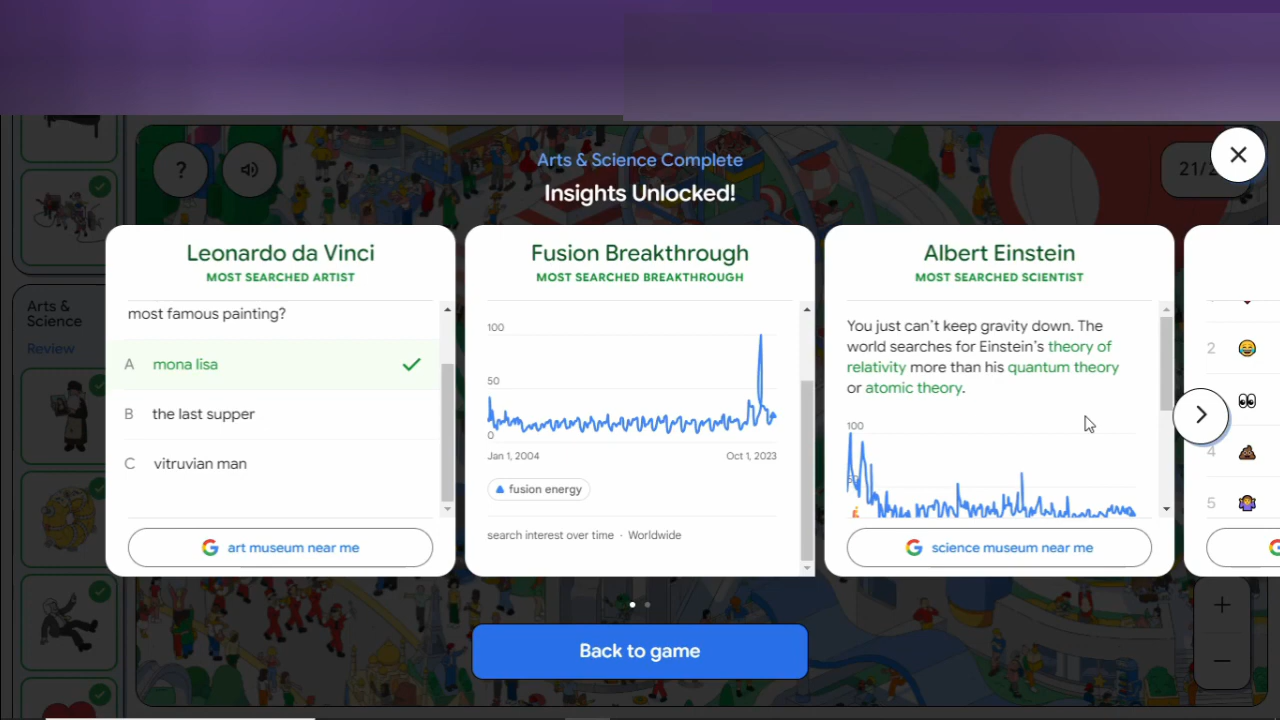 Arts & Science Complete
Insights Unlocked!
?
21/2
Arts &
Science
Review
Leonardo da Vinci
MOST SEARCHED ARTIST
most famous painting?
A mona lisa
B the last supper
C vitruvian man
art museum near me
Fusion Breakthrough
MOST SEARCHED BREAKTHROUGH
100
50
0
Jan 1, 2004 Oct 1, 2023
fusion energy
search interest over time · Worldwide
Albert Einstein
MOST SEARCHED SCIENTIST
You just can't keep gravity down. The
world searches for Einstein's theory of
relativity more than his quantum theory
or atomic theory.
100
science museum near me
2
4
5
Back to game